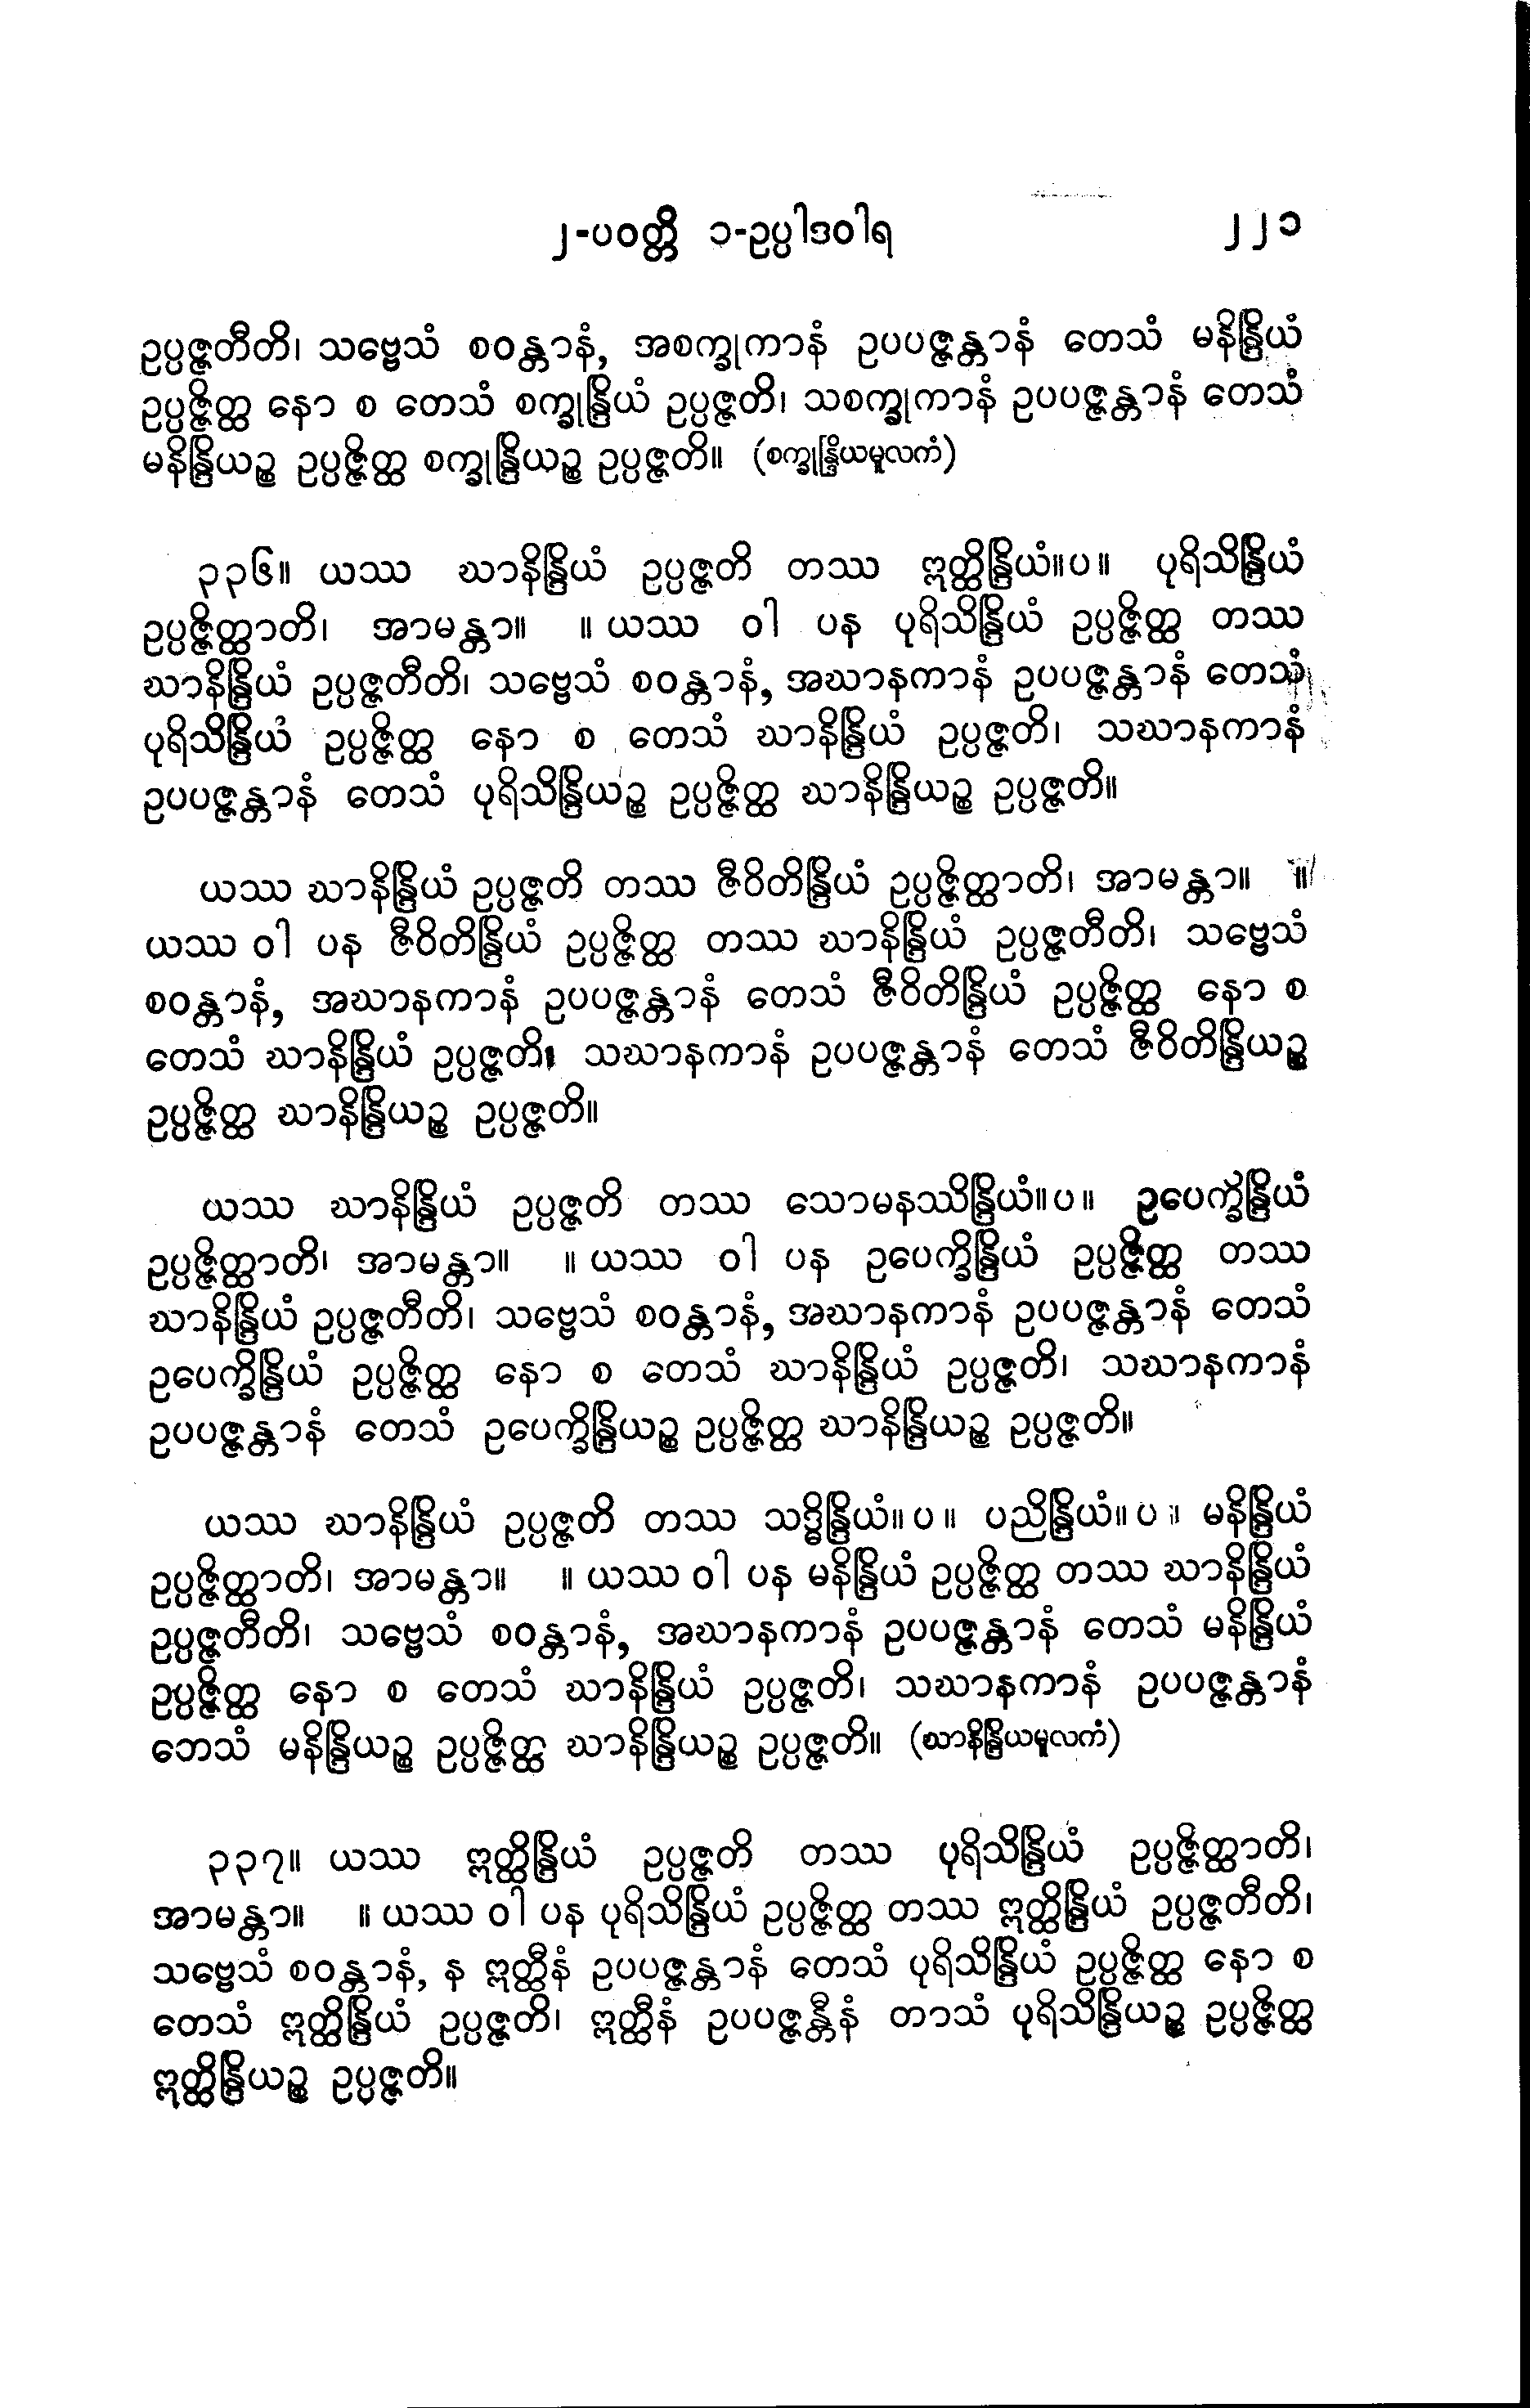 ၂-ပဝတ္တိ ၁-ဥပ္ပါဒဝါရ ၂၂၁
ဥပ္ပဇ္ဇတီတိ၊ သဗ္ဗေသံ စဝန္တာနံ, အစက္ခုကာနံ ဥပပဇ္ဇန္တာနံ တေသံ မနိန္ဒြိယံ
ဥပ္ပဇ္ဇိတ္ထ နော စ တေသံ စက္ခုန္ဒြိယံ ဥပ္ပဇ္ဇတိ၊ သစက္ခုကာနံ ဥပပဇ္ဇန္တာနံ တေသံ
မနိန္ဒြိယဉ္စ ဥပ္ပဇ္ဇိတ္ထ စက္ခုန္ဒြိယဉ္စ ဥပ္ပဇ္ဇတိ။ (စက္ခုန္ဒြိယမူလကံ)
၃၃၆။ ယဿ ဃာနိန္ဒြိယံ ဥပ္ပဇ္ဇတိ တဿ ဣတ္ထိန္ဒြိယံ။ပ။ ပုရိသိန္ဒြိယံ
ဥပ္ပဇ္ဇိတ္ထာတိ၊ အာမန္တာ။ ။ ယဿ ဝါ ပန ပုရိသိန္ဒြိယံ ဥပ္ပဇ္ဇိတ္ထ တဿ
ဃာနိန္ဒြိယံ ဥပ္ပဇ္ဇတီတိ၊ သဗ္ဗေသံ စဝန္တာနံ, အဃာနကာနံ ဥပပဇ္ဇန္တာနံ တေသံ
ပုရိသိန္ဒြိယံ ဥပ္ပဇ္ဇိတ္ထ နော စ တေသံ ဃာနိန္ဒြိယံ ဥပ္ပဇ္ဇတိ၊ သဃာနကာနံ
ဥပပဇ္ဇန္တာနံ တေသံ ပုရိသိန္ဒြိယဉ္စ ဥပ္ပဇ္ဇိတ္ထ ဃာနိန္ဒြိယဉ္စ ဥပ္ပဇ္ဇတိ။
ယဿ ဃာနိန္ဒြိယံ ဥပ္ပဇ္ဇတိ တဿ ဇီဝိတိန္ဒြိယံ ဥပ္ပဇ္ဇိတ္ထာတိ၊ အာမန္တာ။ ။
ယဿ ဝါ ပန ဇီဝိတိန္ဒြိယံ ဥပ္ပဇ္ဇိတ္ထ တဿ ဃာနိန္ဒြိယံ ဥပ္ပဇ္ဇတီတိ၊ သဗ္ဗေသံ
စဝန္တာနံ, အဃာနကာနံ ဥပပဇ္ဇန္တာနံ တေသံ ဇီဝိတိန္ဒြိယံ ဥပ္ပဇ္ဇိတ္ထ နော စ
တေသံ ဃာနိန္ဒြိယံ ဥပ္ပဇ္ဇတိ၊ သဃာနကာနံ ဥပပဇ္ဇန္တာနံ တေသံ ဇီဝိတိန္ဒြိယဉ္စ
ဥပ္ပဇ္ဇိတ္ထ ဃာနိန္ဒြိယဉ္စ ဥပ္ပဇ္ဇတိ။
ယဿ ဃာနိန္ဒြိယံ ဥပ္ပဇ္ဇတိ တဿ သောမနဿိန္ဒြိယံ။ပ။ ဥပေက္ခိန္ဒြိယံ
ဥပ္ပဇ္ဇိတ္ထာတိ၊ အာမန္တာ။ ။ ယဿ ဝါ ပန ဥပေက္ခိန္ဒြိယံ ဥပ္ပဇ္ဇိတ္ထ တဿ
ဃာနိန္ဒြိယံ ဥပ္ပဇ္ဇတီတိ၊ သဗ္ဗေသံ စဝန္တာနံ, အဃာနကာနံ ဥပပဇ္ဇန္တာနံ တေသံ
ဥပေက္ခိန္ဒြိယံ ဥပ္ပဇ္ဇိတ္ထ နော စ တေသံ ဃာနိန္ဒြိယံ ဥပ္ပဇ္ဇတိ၊ သဃာနကာနံ
ဥပပဇ္ဇန္တာနံ တေသံ ဥပေက္ခိန္ဒြိယဉ္စ ဥပ္ပဇ္ဇိတ္ထ ဃာနိန္ဒြိယဉ္စ ဥပ္ပဇ္ဇတိ။
ယဿ ဃာနိန္ဒြိယံ ဥပ္ပဇ္ဇတိ တဿ သဒ္ဓိန္ဒြိယံ။ပ။ ပညိန္ဒြိယံ။ပ။ မနိန္ဒြိယံ
ဥပ္ပဇ္ဇိတ္ထာတိ၊ အာမန္တာ။ ။ ယဿ ဝါ ပန မနိန္ဒြိယံ ဥပ္ပဇ္ဇိတ္ထ တဿ ဃာနိန္ဒြိယံ
ဥပ္ပဇ္ဇတီတိ၊ သဗ္ဗေသံ စဝန္တာနံ, အဃာနကာနံ ဥပပဇ္ဇန္တာနံ တေသံ မနိန္ဒြိယံ
ဥပ္ပဇ္ဇိတ္ထ နော စ တေသံ ဃာနိန္ဒြိယံ ဥပ္ပဇ္ဇတိ၊ သဃာနကာနံ ဥပပဇ္ဇန္တာနံ
ဘေသံ မနိန္ဒြိယဉ္စ ဥပ္ပဇ္ဇိတ္ထ ဃာနိန္ဒြိယဉ္စ ဥပ္ပဇ္ဇတိ။ (ဃာနိန္ဒြိယမူလကံ)
၃၃၇။ ယဿ ဣတ္ထိန္ဒြိယံ ဥပ္ပဇ္ဇတိ တဿ ပုရိသိန္ဒြိယံ ဥပ္ပဇ္ဇိတ္ထာတိ၊
အာမန္တာ။ ။ ယဿ ဝါ ပန ပုရိသိန္ဒြိယံ ဥပ္ပဇ္ဇိတ္ထ တဿ ဣတ္ထိန္ဒြိယံ ဥပ္ပဇ္ဇတီတိ၊
သဗ္ဗေသံ စဝန္တာနံ, န ဣတ္ထီနံ ဥပပဇ္ဇန္တာနံ တေသံ ပုရိသိန္ဒြိယံ ဥပ္ပဇ္ဇိတ္ထ နော စ
တေသံ ဣတ္ထိန္ဒြိယံ ဥပ္ပဇ္ဇတိ၊ ဣတ္ထီနံ ဥပပဇ္ဇန္တီနံ တာသံ ပုရိသိန္ဒြိယဉ္စ ဥပ္ပဇ္ဇိတ္ထ
ဣတ္ထိန္ဒြိယဉ္စ ဥပ္ပဇ္ဇတိ။